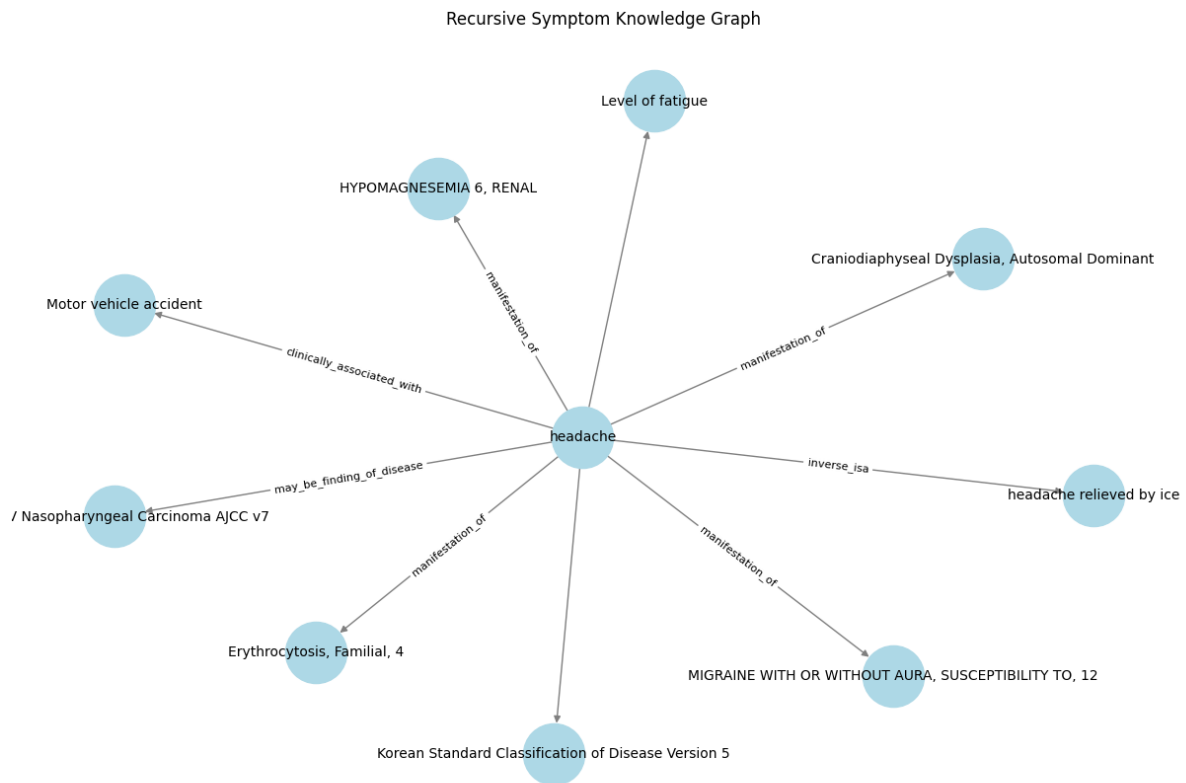 Recursive Symptom Knowledge Graph
Level of fatigue
HYPOMAGNESEMIA 6, RENAL
Craniodiaphyseal Dysplasia, Autosomal Dominant
Motor vehicle accident
manifestation_of
manifestation_of
clinically_associated_with
headache
inverse_isa
may_be_finding_of_disease
headache relieved by ice
/ Nasopharyngeal Carcinoma AJCC v7
manifestation_of
manifestation_of
Erythrocytosis, Familial, 4
MIGRAINE WITH OR WITHOUT AURA, SUSCEPTIBILITY TO, 12
Korean Standard Classification of Disease Version 5